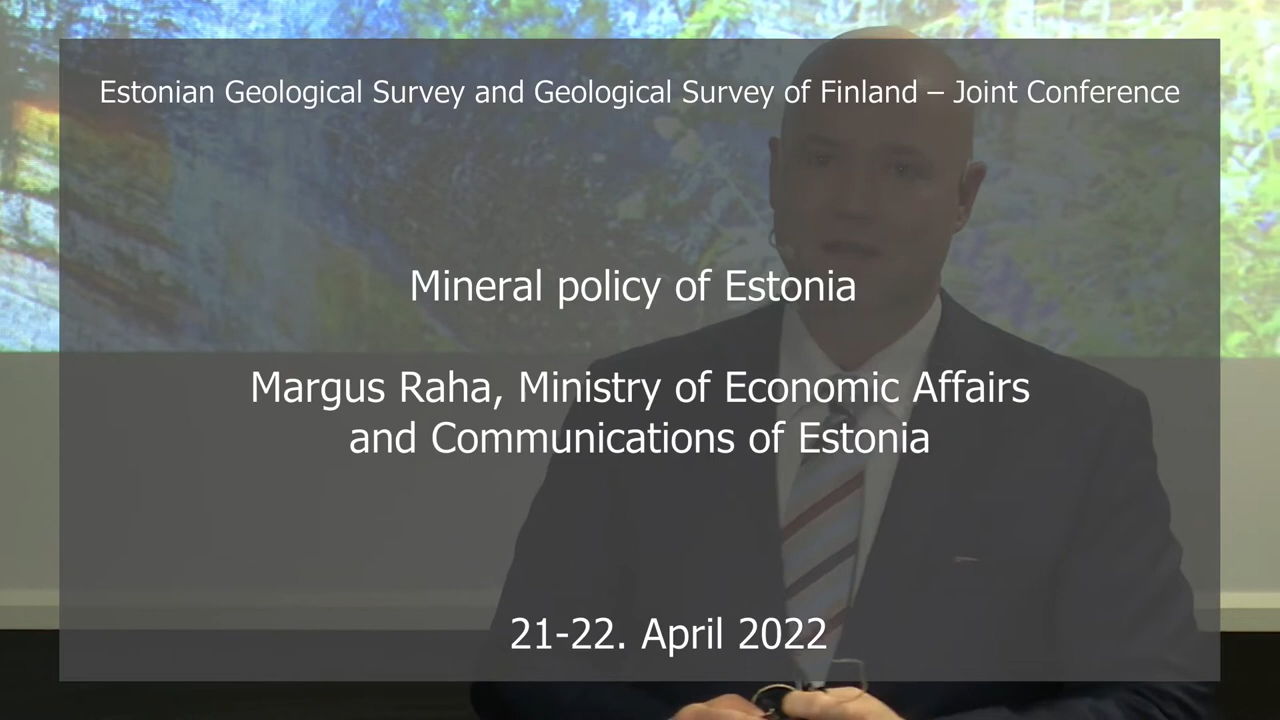 Estonian Geological Survey and Geological Survey of Finland – Joint Conference
Mineral policy of Estonia
Margus Raha, Ministry of Economic Affairs
and Communications of Estonia
21-22. April 2022